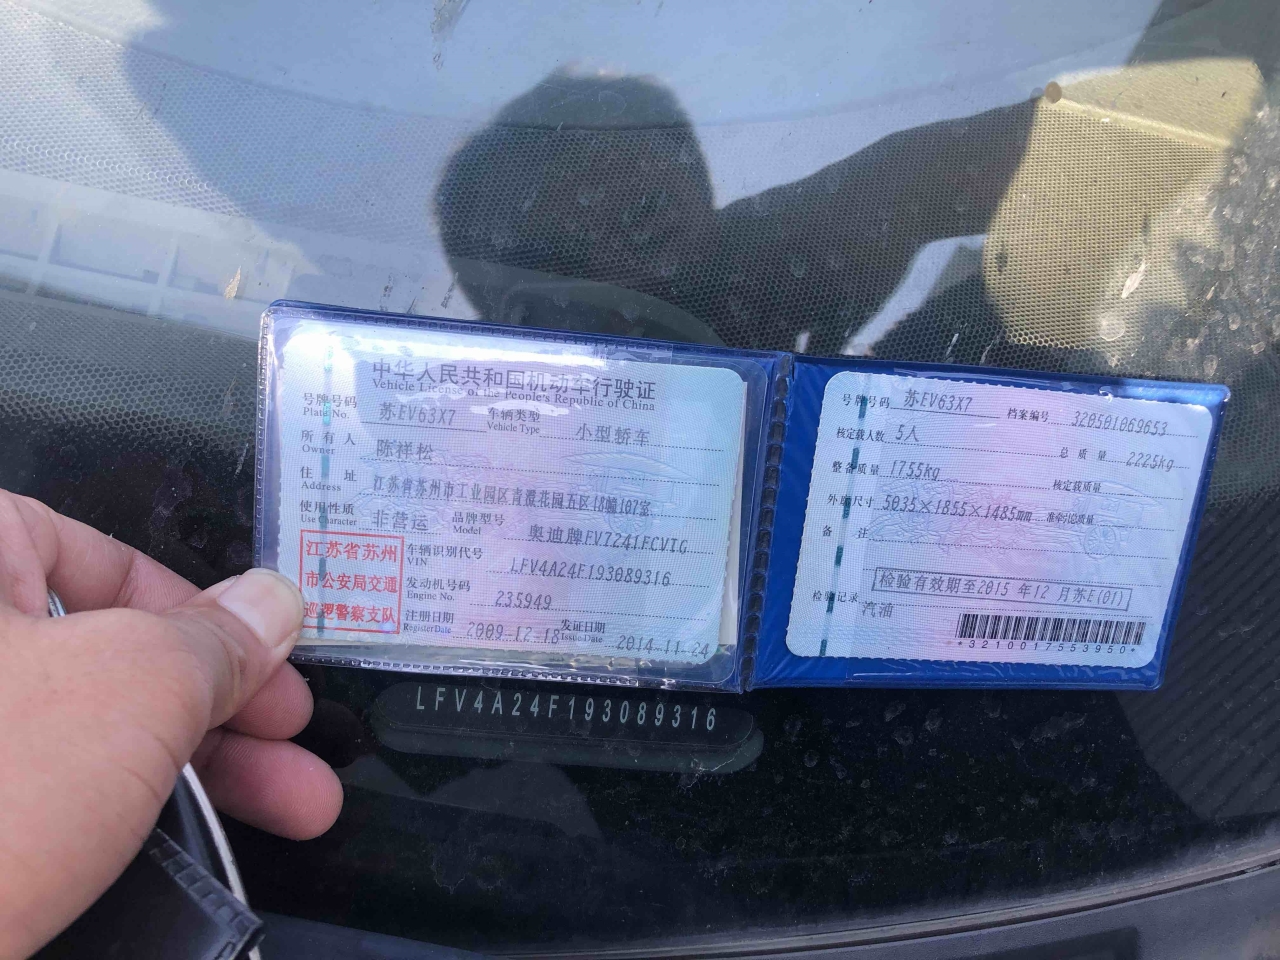 中华人民共和国机动车行驶证
Vehicle License of the People's Republic of China
号牌号码 苏EV63X7 车辆类型 小型轿车
Plate No. Vehicle Type
所有人 陈祥松
Owner
住址 江苏省苏州市工业园区青澄花园五区18幢107室
Address
使用性质 非营运 品牌型号 奥迪牌FV7241FCVTG
Use Character Model
江苏省苏州
市公安局交通
巡逻警察支队
车辆识别代号 LFV4A24F193089316
VIN
发动机号码 235949
Engine No.
注册日期 2009-12-18 发证日期 2014-11-24
Register Date Issue Date
号牌号码 苏EV63X7 档案编号 320501069653
核定载人数 5人 总质量 2225kg
整备质量 1755kg 核定载质量
外廓尺寸 5035×1855×1485mm 准牵引总质量
备注
检验有效期至2015 年12 月苏E(01)
检验记录
汽油
*3210017553950*
LFV4A24F193089316